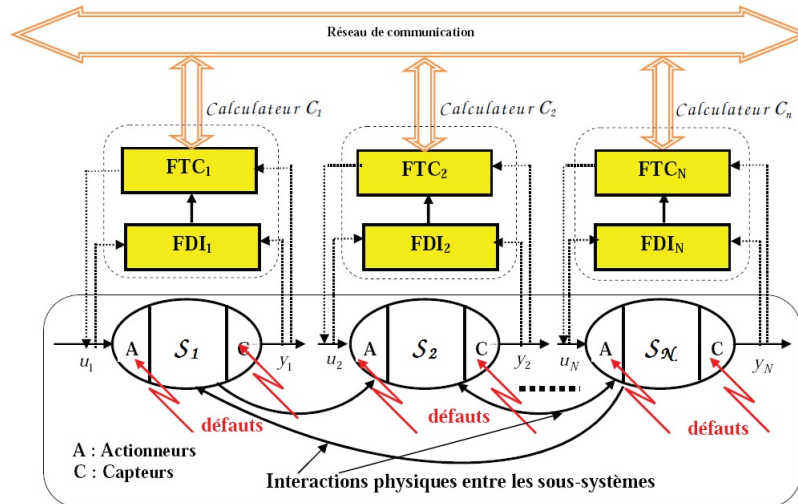 Réseau de communication
Calculateur C1
Calculateur C2
Calculateur Cn
FTC1
FTC2
FTCN
FDI1
FDI2
FDIN
u1
A
S1
C
y1
u2
A
S2
C
y2
uN
A
SN.
C
yN
défauts
défauts
défauts
A : Actionneurs
C : Capteurs
Interactions physiques entre les sous-systèmes